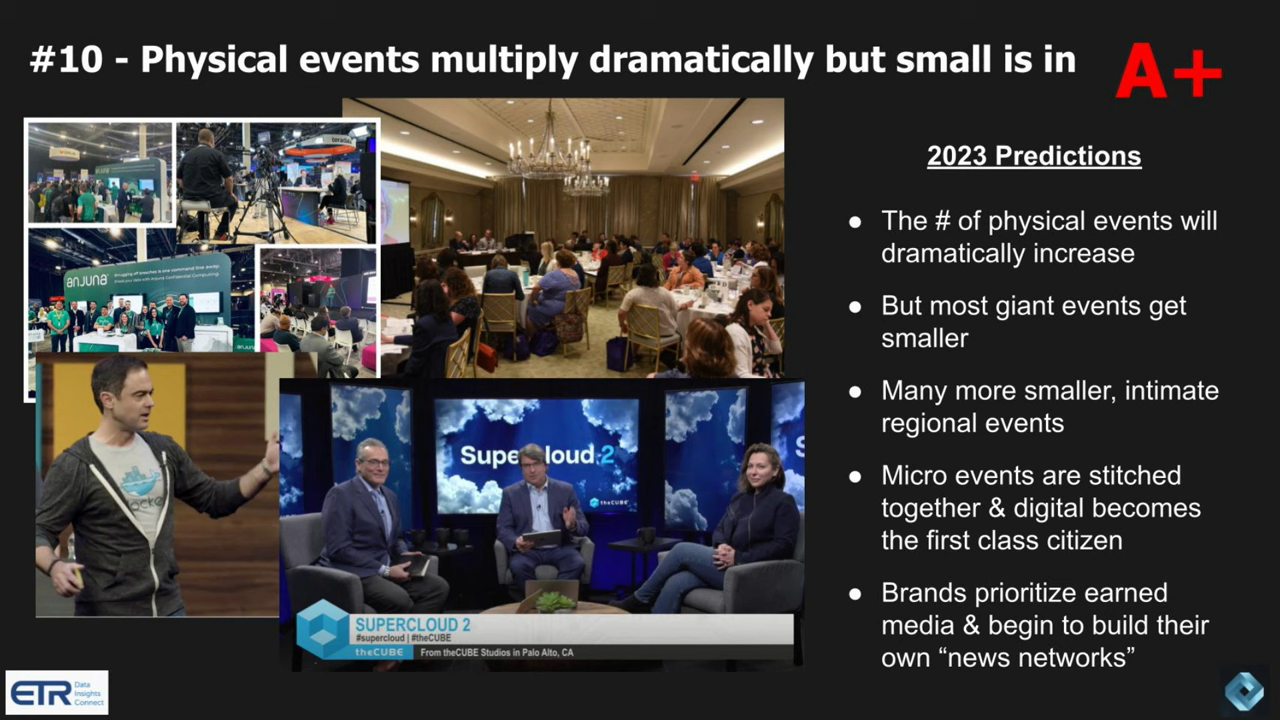 #10 - Physical events multiply dramatically but small is in
A+
2023 Predictions
● The # of physical events will
dramatically increase
● But most giant events get
smaller
● Many more smaller, intimate
regional events
● Micro events are stitched
together & digital becomes
the first class citizen
● Brands prioritize earned
media & begin to build their
own “news networks”
anjuna
anjuna
Supercloud 2
theCUBE
SUPERCLOUD 2
#supercloud | #theCUBE
theCUBE From theCUBE Studios in Palo Alto, CA
ETR Data
Insights
Connect